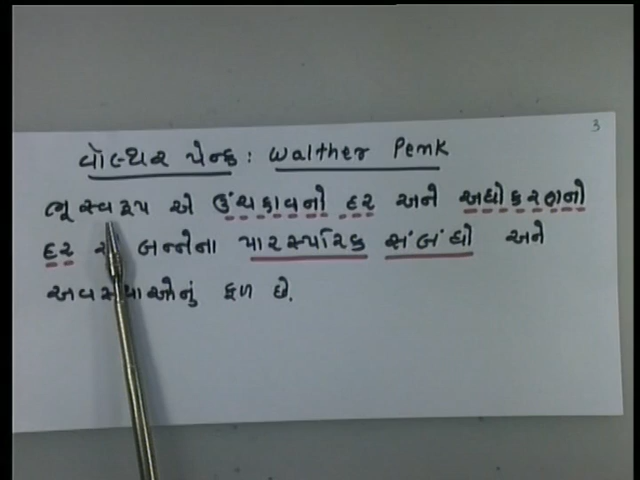 3
વૉલ્થર પેન્ક : Walther Penk
ભૂસ્વરૂપ એ ઉંચકાવનો દર અને અધોકરણનો
દર એ બન્નેના પારસ્પરિક સંબંધો અને
અવસ્થાઓનું ફળ છે.